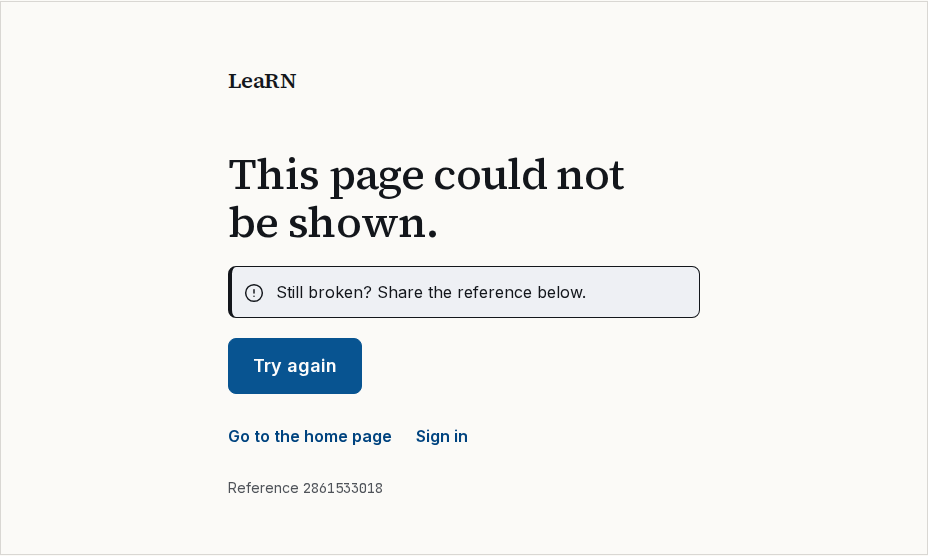 LeaRN
This page could not
be shown.
Still broken? Share the reference below.
Try again
Go to the home page Sign in
Reference 2861533018